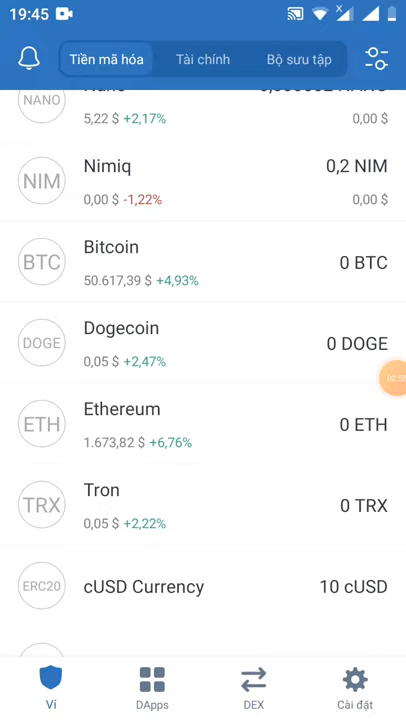 19:45
Tiền mã hóa Tài chính Bộ sưu tập
NANO
5,22 $ +2,17% 0,00 $
NIM Nimiq 0,2 NIM
0,00 $ -1,22% 0,00 $
BTC Bitcoin 0 BTC
50.617,39 $ +4,93%
DOGE Dogecoin 0 DOGE
0,05 $ +2,47%
ETH Ethereum 0 ETH
1.673,82 $ +6,76%
TRX Tron 0 TRX
0,05 $ +2,22%
ERC20 cUSD Currency 10 cUSD
Ví DApps DEX Cài đặt